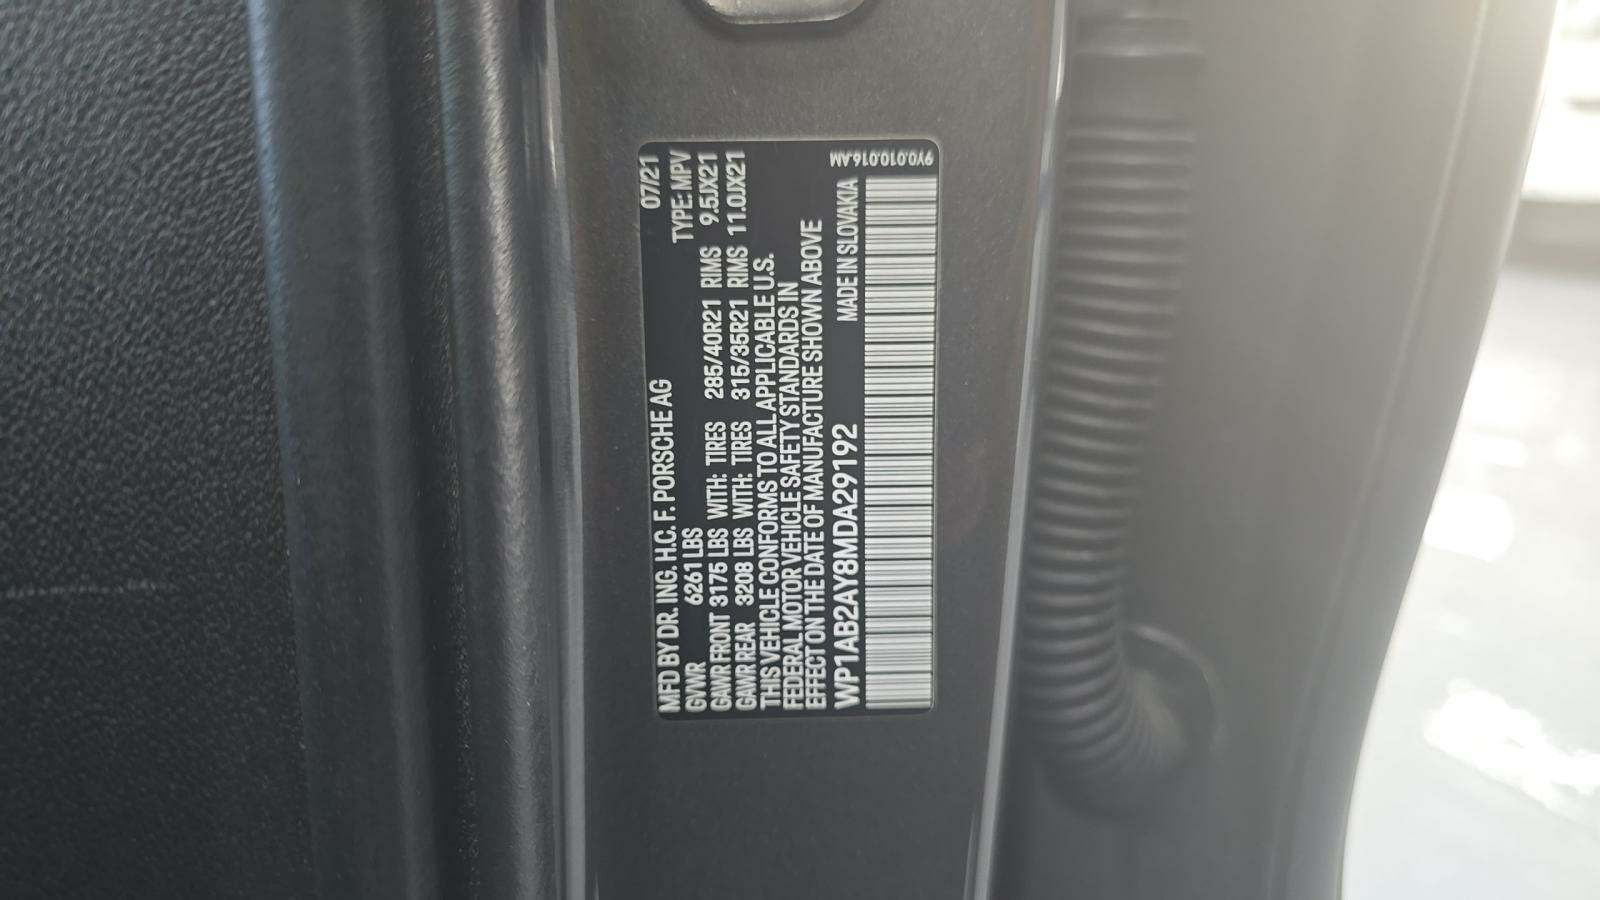 MFD BY DR. ING. H.C. F. PORSCHE AG 07/21
GVWR 6261 LBS TYPE: MPV
GAWR FRONT 3175 LBS WITH: TIRES 285/40R21 RIMS 9.5JX21
GAWR REAR 3208 LBS WITH: TIRES 315/35R21 RIMS 11.0JX21
THIS VEHICLE CONFORMS TO ALL APPLICABLE U.S.
FEDERAL MOTOR VEHICLE SAFETY STANDARDS IN
EFFECT ON THE DATE OF MANUFACTURE SHOWN ABOVE
WP1AB2AY8MDA29192 MADE IN SLOVAKIA
9Y0.010.016.AM